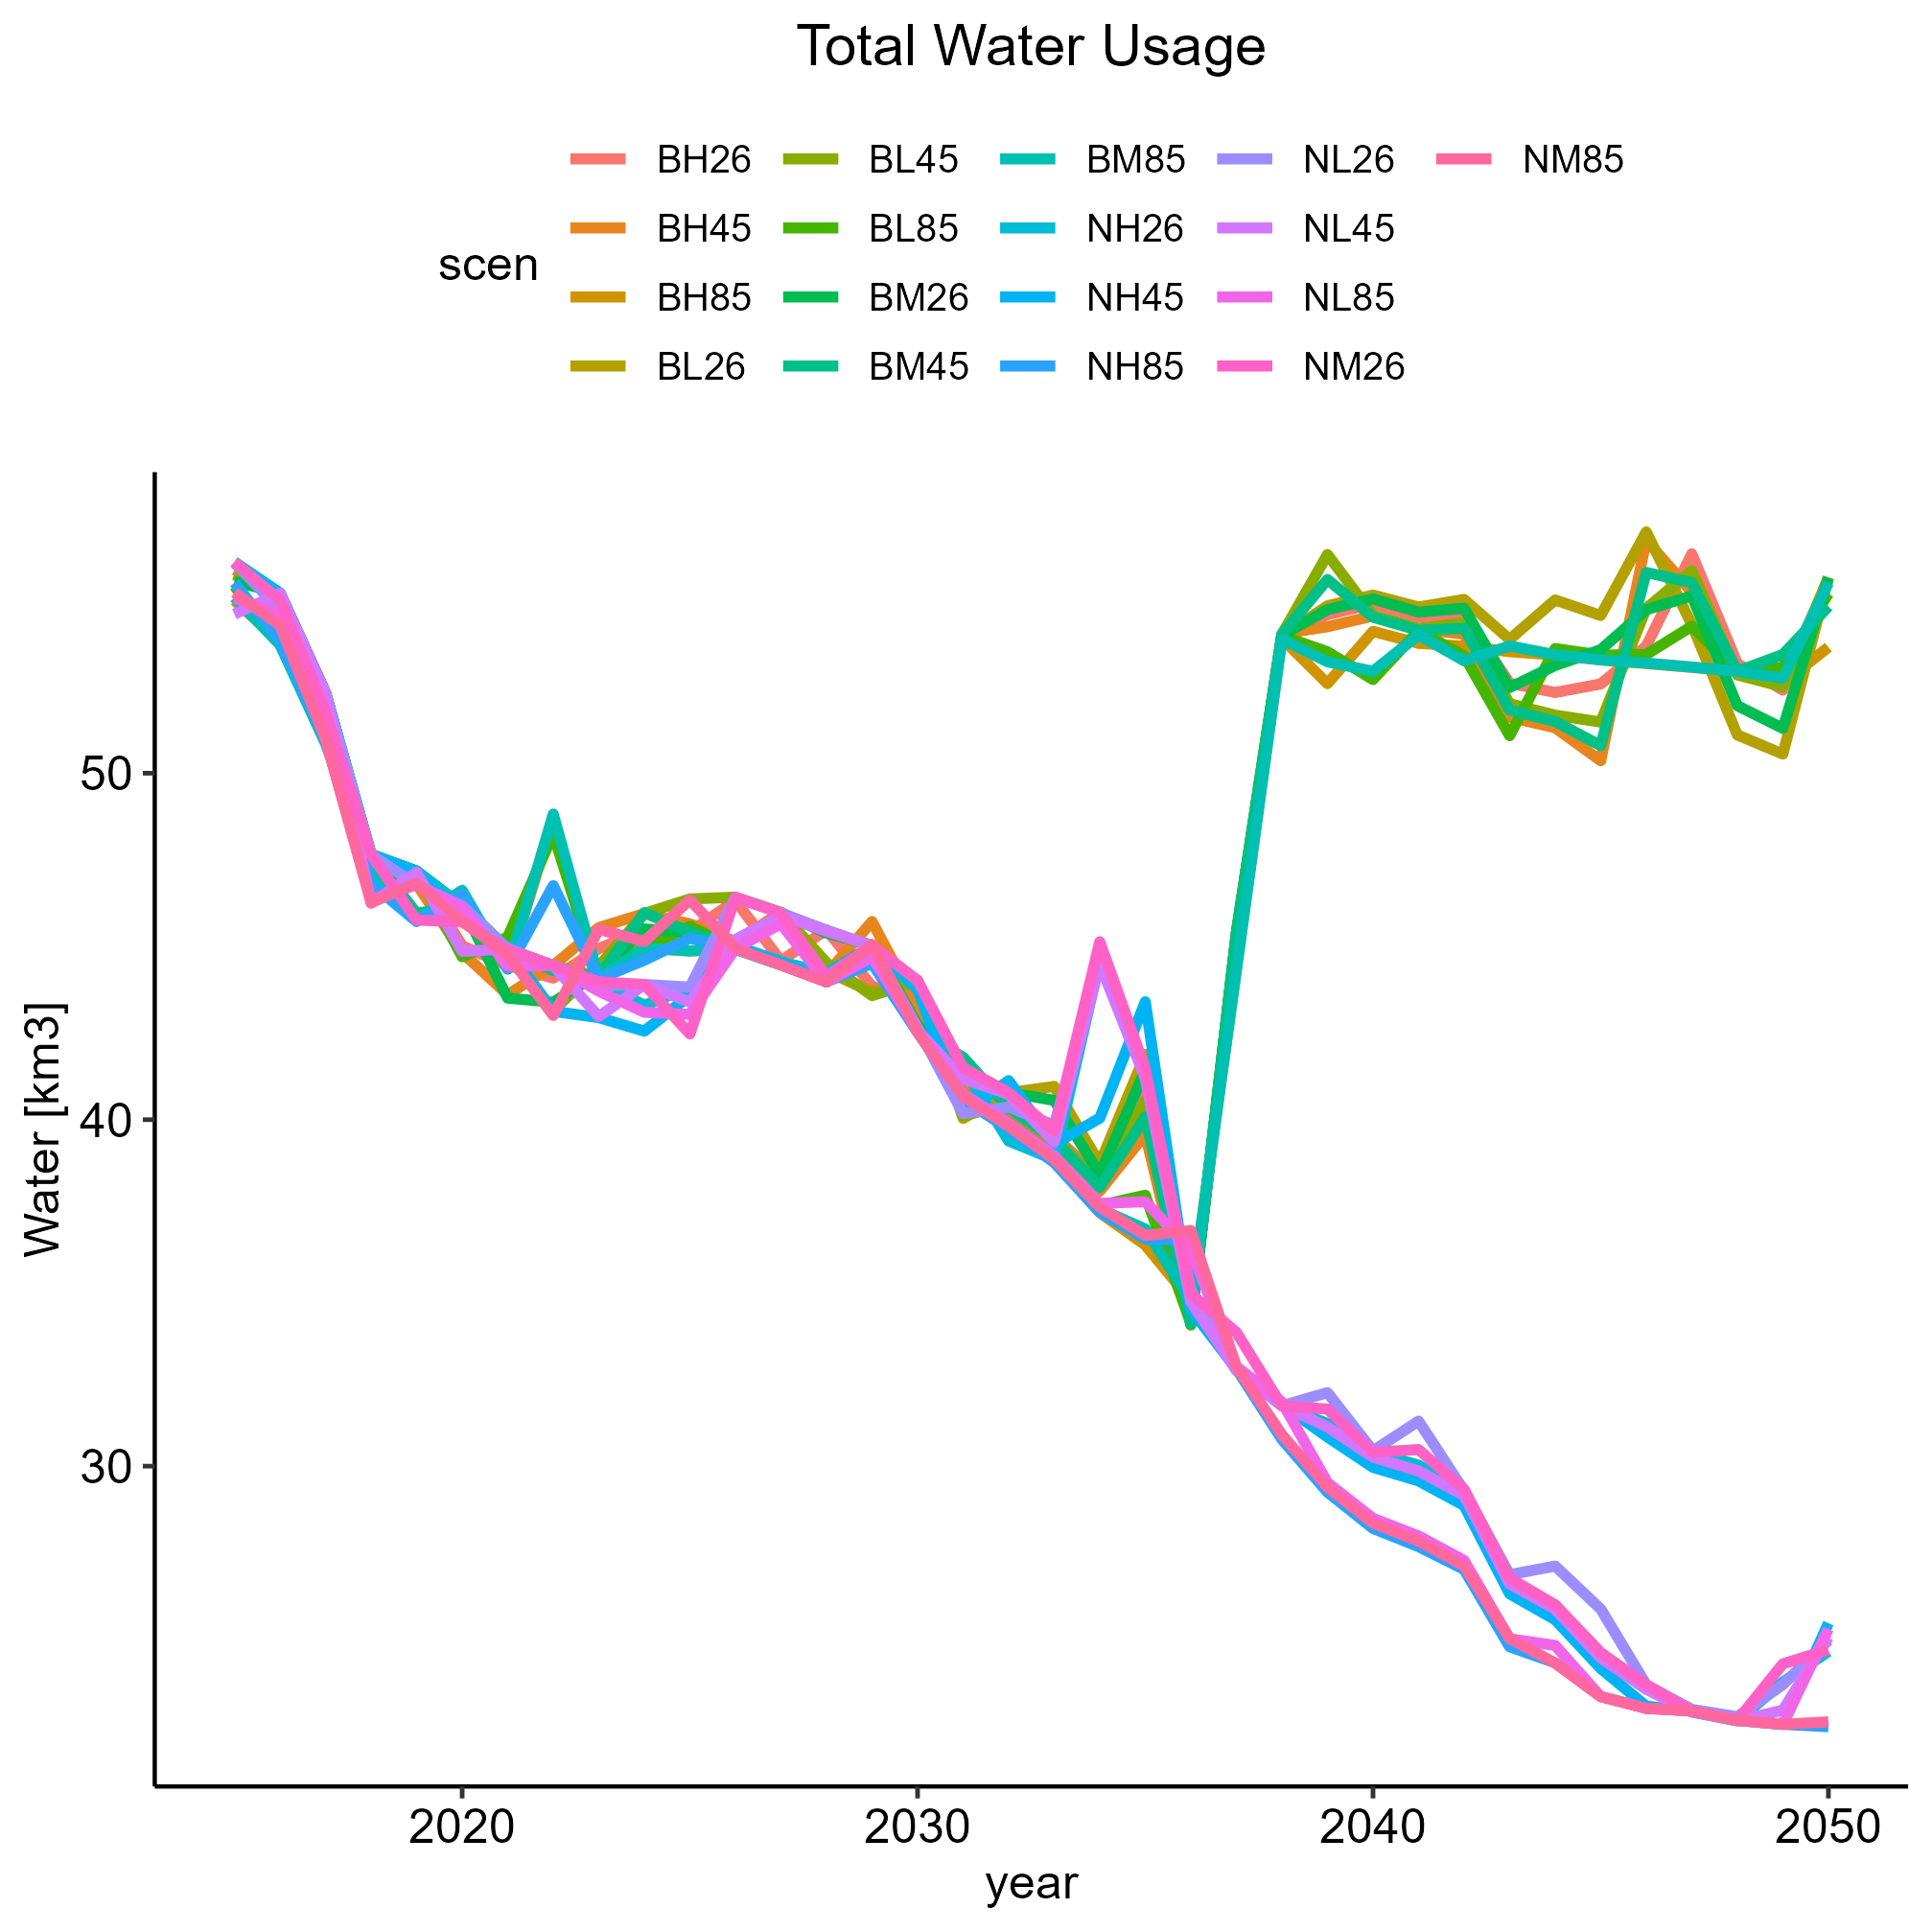 Total Water Usage
BH26 BL45 BM85 NL26 NM85
BH45 BL85 NH26 NL45
scen
BH85 BM26 NH45 NL85
BL26 BM45 NH85 NM26
50
40
30
Water [km3]
2020 2030 2040 2050
year